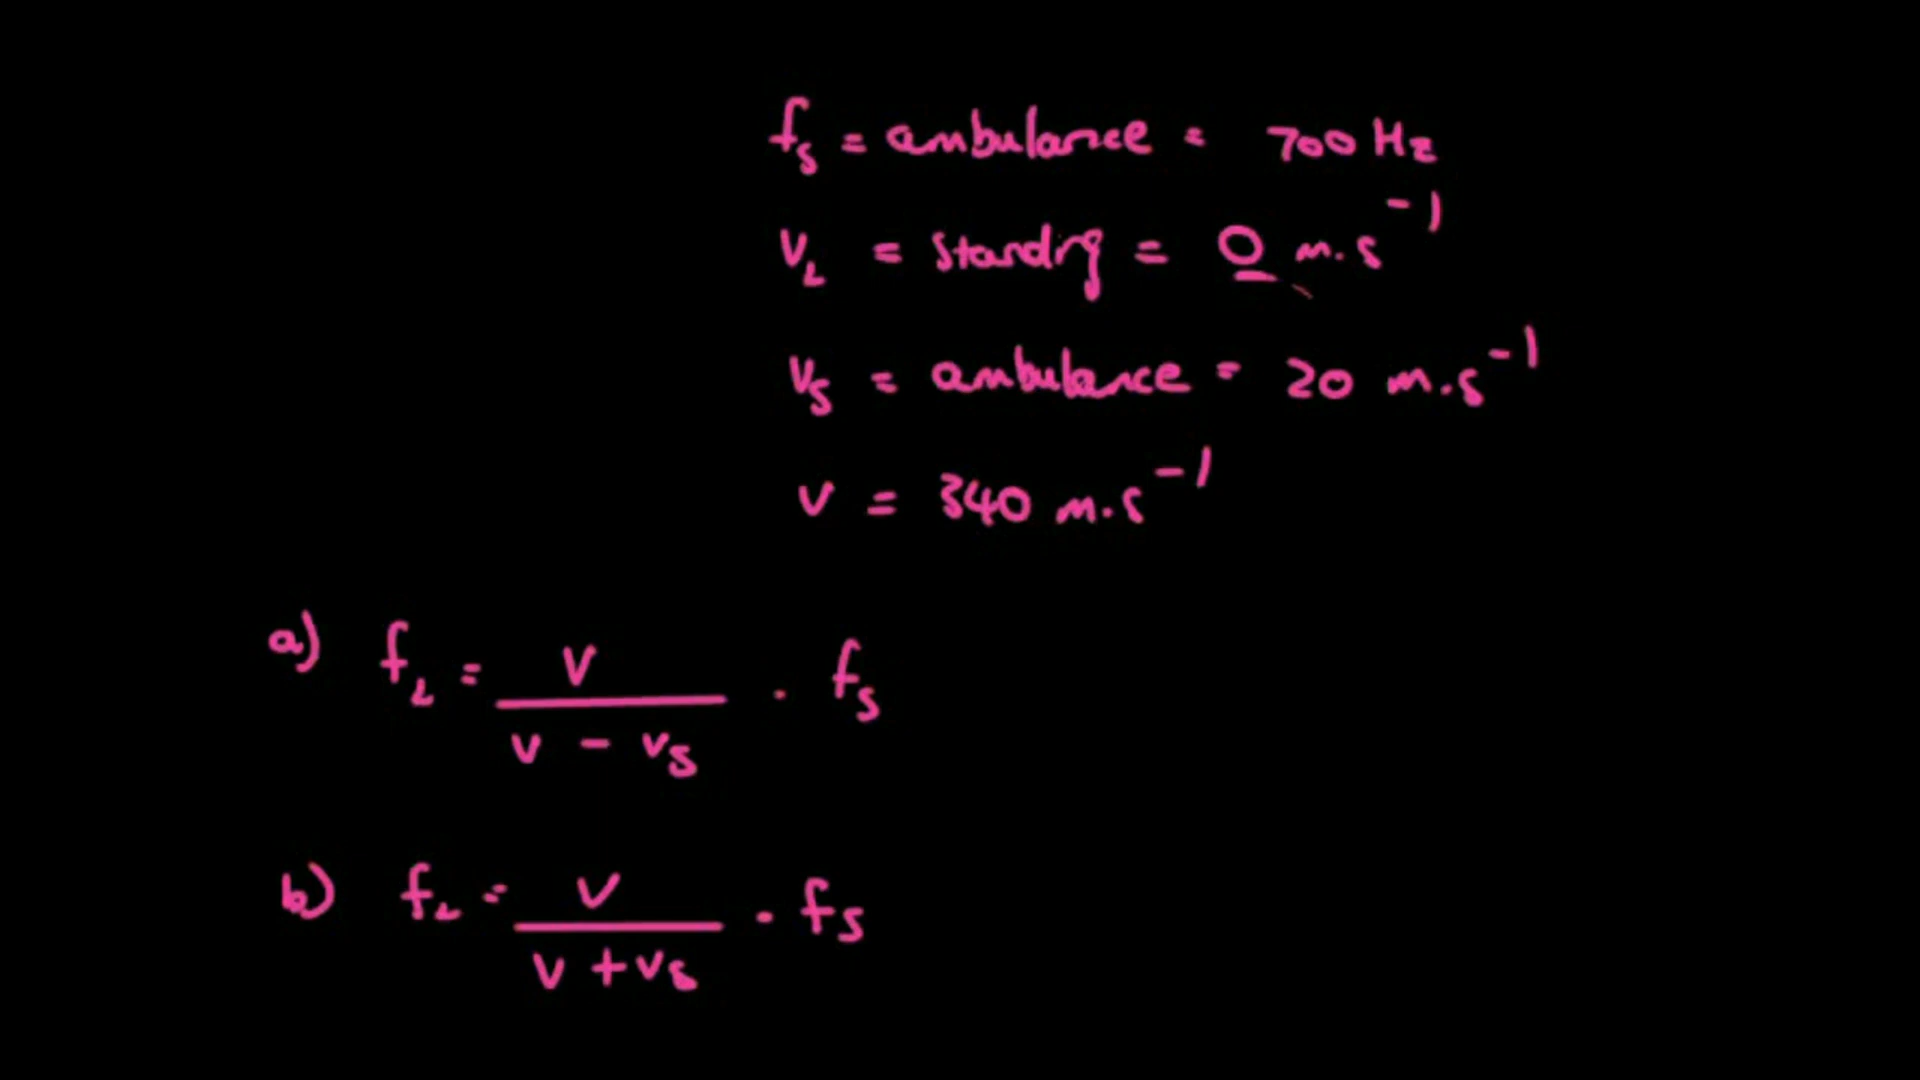 fs = ambulance = 700 Hz
vL = standing = 0 m.s⁻¹
vs = ambulance = 20 m.s⁻¹
v = 340 m.s⁻¹
a) fL = v / (v - vs) . fs
b) fL = v / (v + vs) . fs